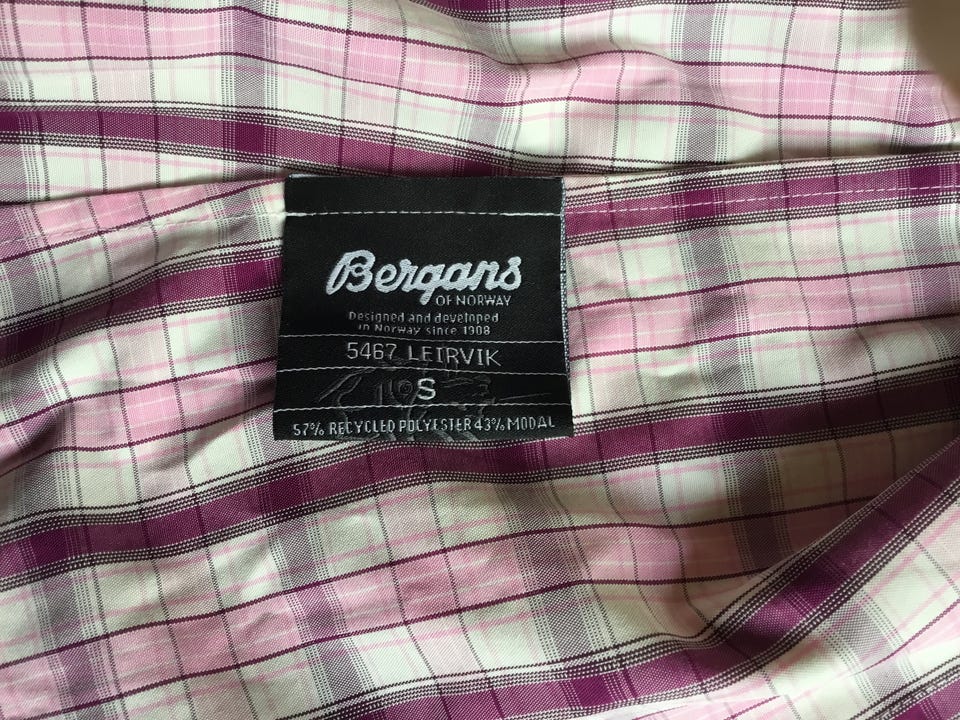 Bergans
OF NORWAY
Designed and developed
in Norway since 1908
5467 LEIRVIK
S
57% RECYCLED POLYESTER 43% MODAL